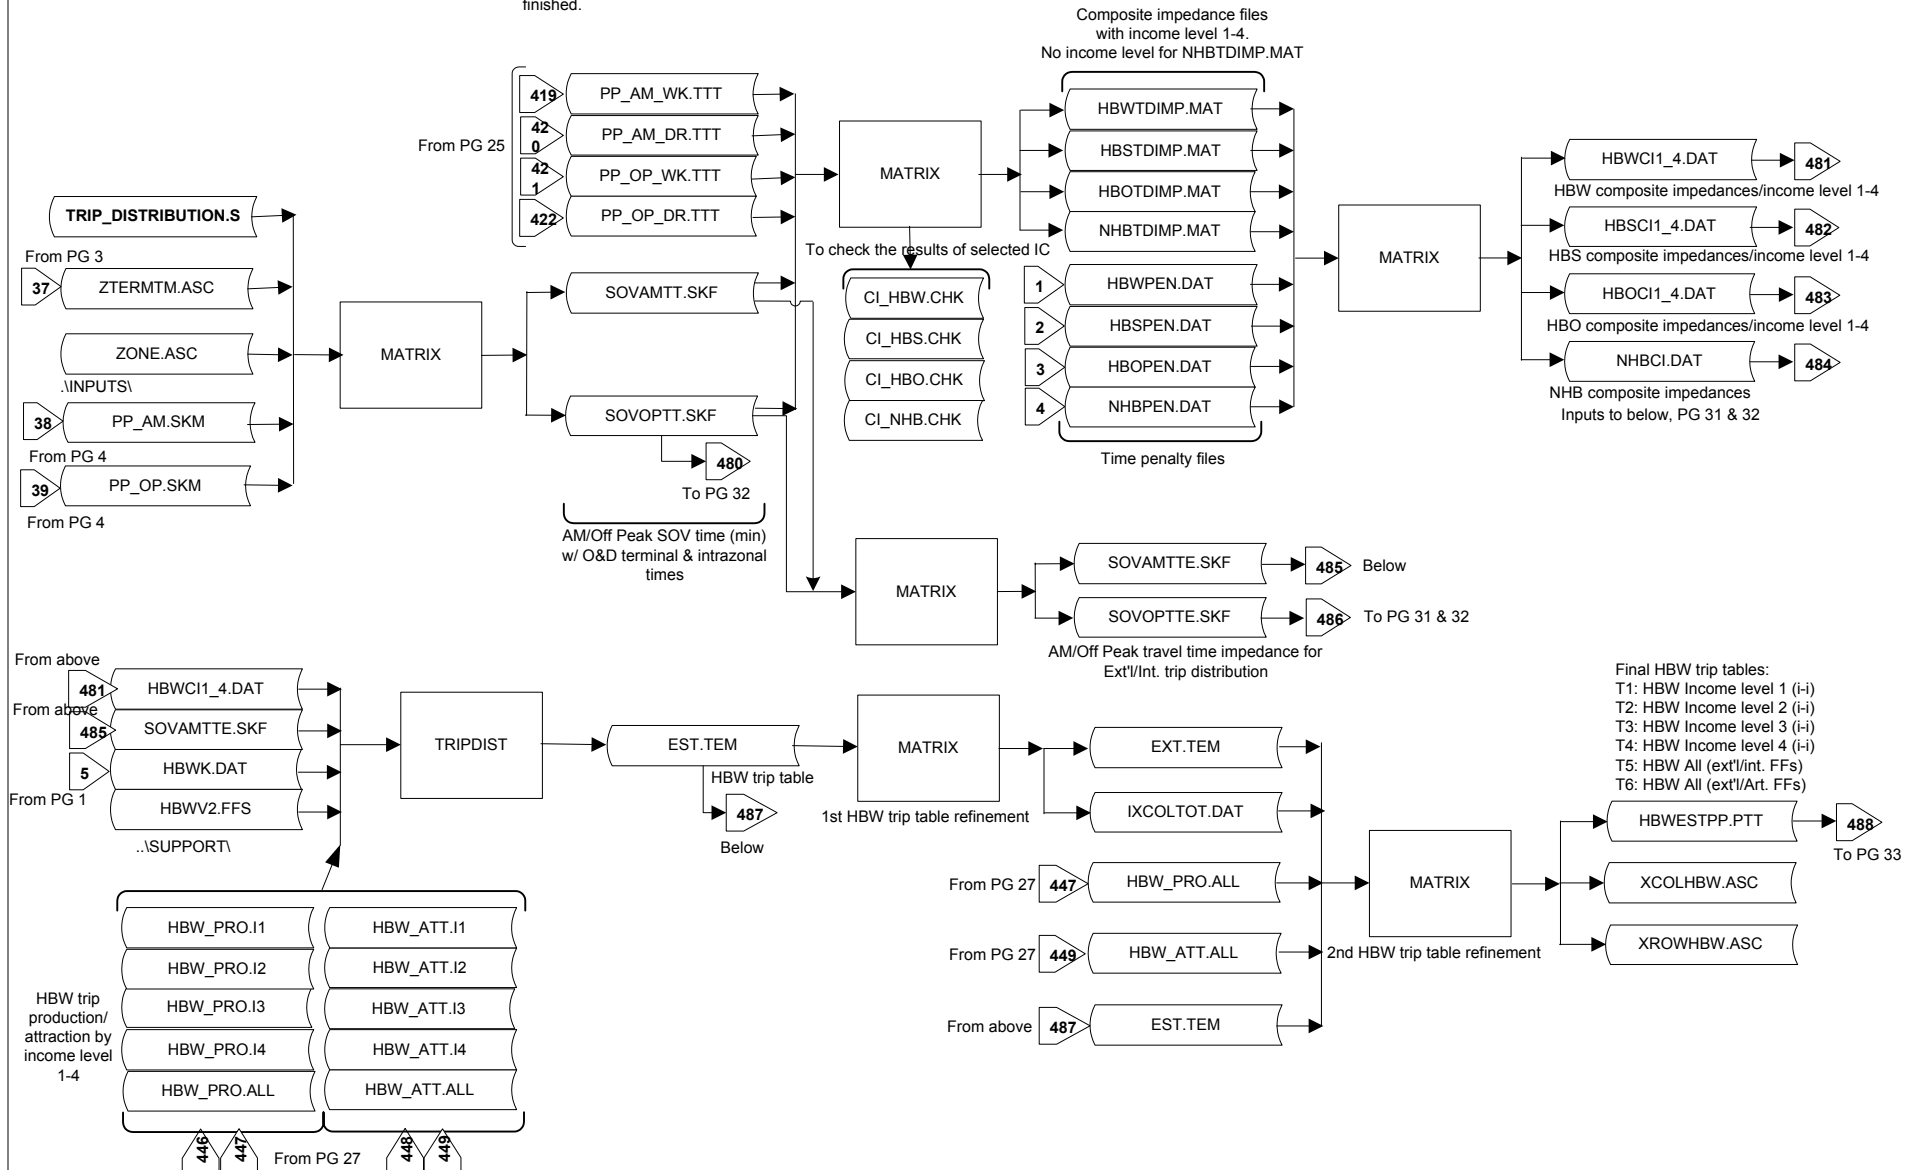 finished.
Composite impedance files
with income level 1-4.
No income level for NHBTDIMP.MAT
From PG 25
419
PP_AM_WK.TTT
42
0
PP_AM_DR.TTT
42
1
PP_OP_WK.TTT
422
PP_OP_DR.TTT
MATRIX
HBWTDIMP.MAT
HBSTDIMP.MAT
HBOTDIMP.MAT
NHBTDIMP.MAT
To check the results of selected IC
CI_HBW.CHK
CI_HBS.CHK
CI_HBO.CHK
CI_NHB.CHK
1
HBWPEN.DAT
2
HBSPEN.DAT
3
HBOPEN.DAT
4
NHBPEN.DAT
Time penalty files
MATRIX
HBWCI1_4.DAT
481
HBW composite impedances/income level 1-4
HBSCI1_4.DAT
482
HBS composite impedances/income level 1-4
HBOCI1_4.DAT
483
HBO composite impedances/income level 1-4
NHBCI.DAT
484
NHB composite impedances
Inputs to below, PG 31 & 32
TRIP_DISTRIBUTION.S
From PG 3
37
ZTERMTM.ASC
ZONE.ASC
.\INPUTS\
38
PP_AM.SKM
From PG 4
39
PP_OP.SKM
From PG 4
MATRIX
SOVAMTT.SKF
SOVOPTT.SKF
480
To PG 32
AM/Off Peak SOV time (min)
w/ O&D terminal & intrazonal
times
MATRIX
SOVAMTTE.SKF
485
Below
SOVOPTTE.SKF
486
To PG 31 & 32
AM/Off Peak travel time impedance for
Ext'l/Int. trip distribution
From above
481
HBWCI1_4.DAT
From above
485
SOVAMTTE.SKF
5
HBWK.DAT
From PG 1
HBWV2.FFS
..\SUPPORT\
TRIPDIST
EST.TEM
HBW trip table
487
Below
MATRIX
1st HBW trip table refinement
EXT.TEM
IXCOLTOT.DAT
From PG 27
447
HBW_PRO.ALL
From PG 27
449
HBW_ATT.ALL
From above
487
EST.TEM
MATRIX
2nd HBW trip table refinement
Final HBW trip tables:
T1: HBW Income level 1 (i-i)
T2: HBW Income level 2 (i-i)
T3: HBW Income level 3 (i-i)
T4: HBW Income level 4 (i-i)
T5: HBW All (ext'l/int. FFs)
T6: HBW All (ext'l/Art. FFs)
HBWESTPP.PTT
488
To PG 33
XCOLHBW.ASC
XROWHBW.ASC
HBW trip
production/
attraction by
income level
1-4
HBW_PRO.I1
HBW_ATT.I1
HBW_PRO.I2
HBW_ATT.I2
HBW_PRO.I3
HBW_ATT.I3
HBW_PRO.I4
HBW_ATT.I4
HBW_PRO.ALL
HBW_ATT.ALL
446
447
From PG 27
448
449